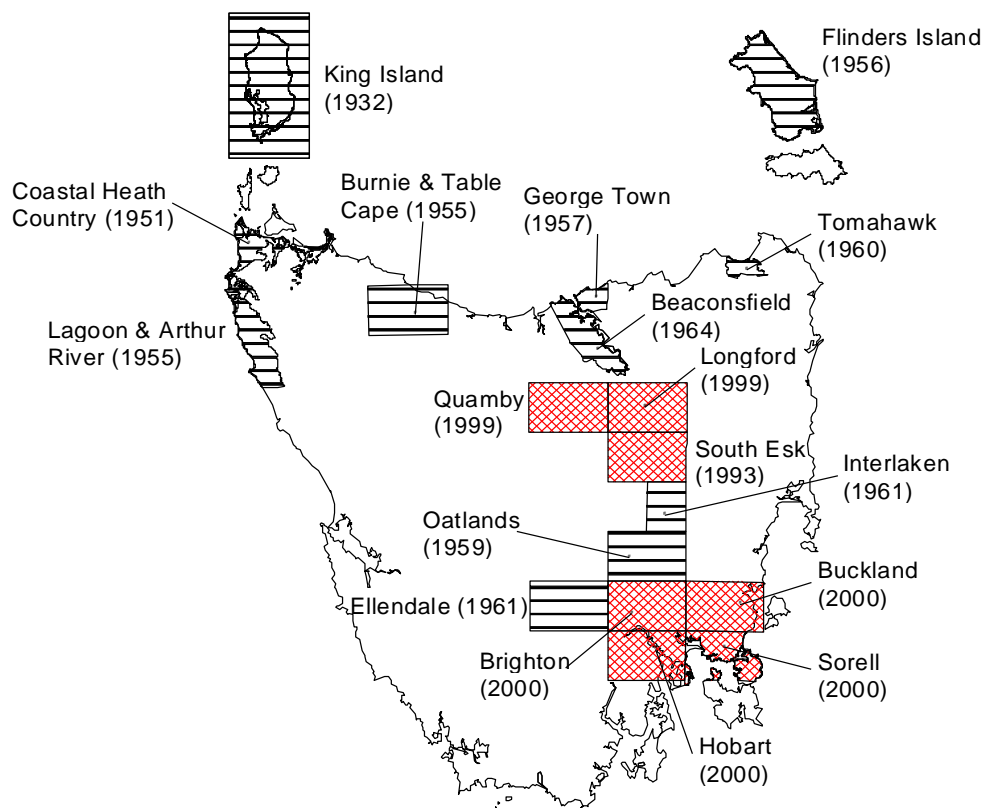 King Island
(1932)
Flinders Island
(1956)
Coastal Heath
Country (1951)
Burnie & Table
Cape (1955)
George Town
(1957)
Tomahawk
(1960)
Lagoon & Arthur
River (1955)
Beaconsfield
(1964)
Longford
(1999)
Quamby
(1999)
South Esk
(1993)
Interlaken
(1961)
Oatlands
(1959)
Buckland
(2000)
Ellendale (1961)
Brighton
(2000)
Sorell
(2000)
Hobart
(2000)